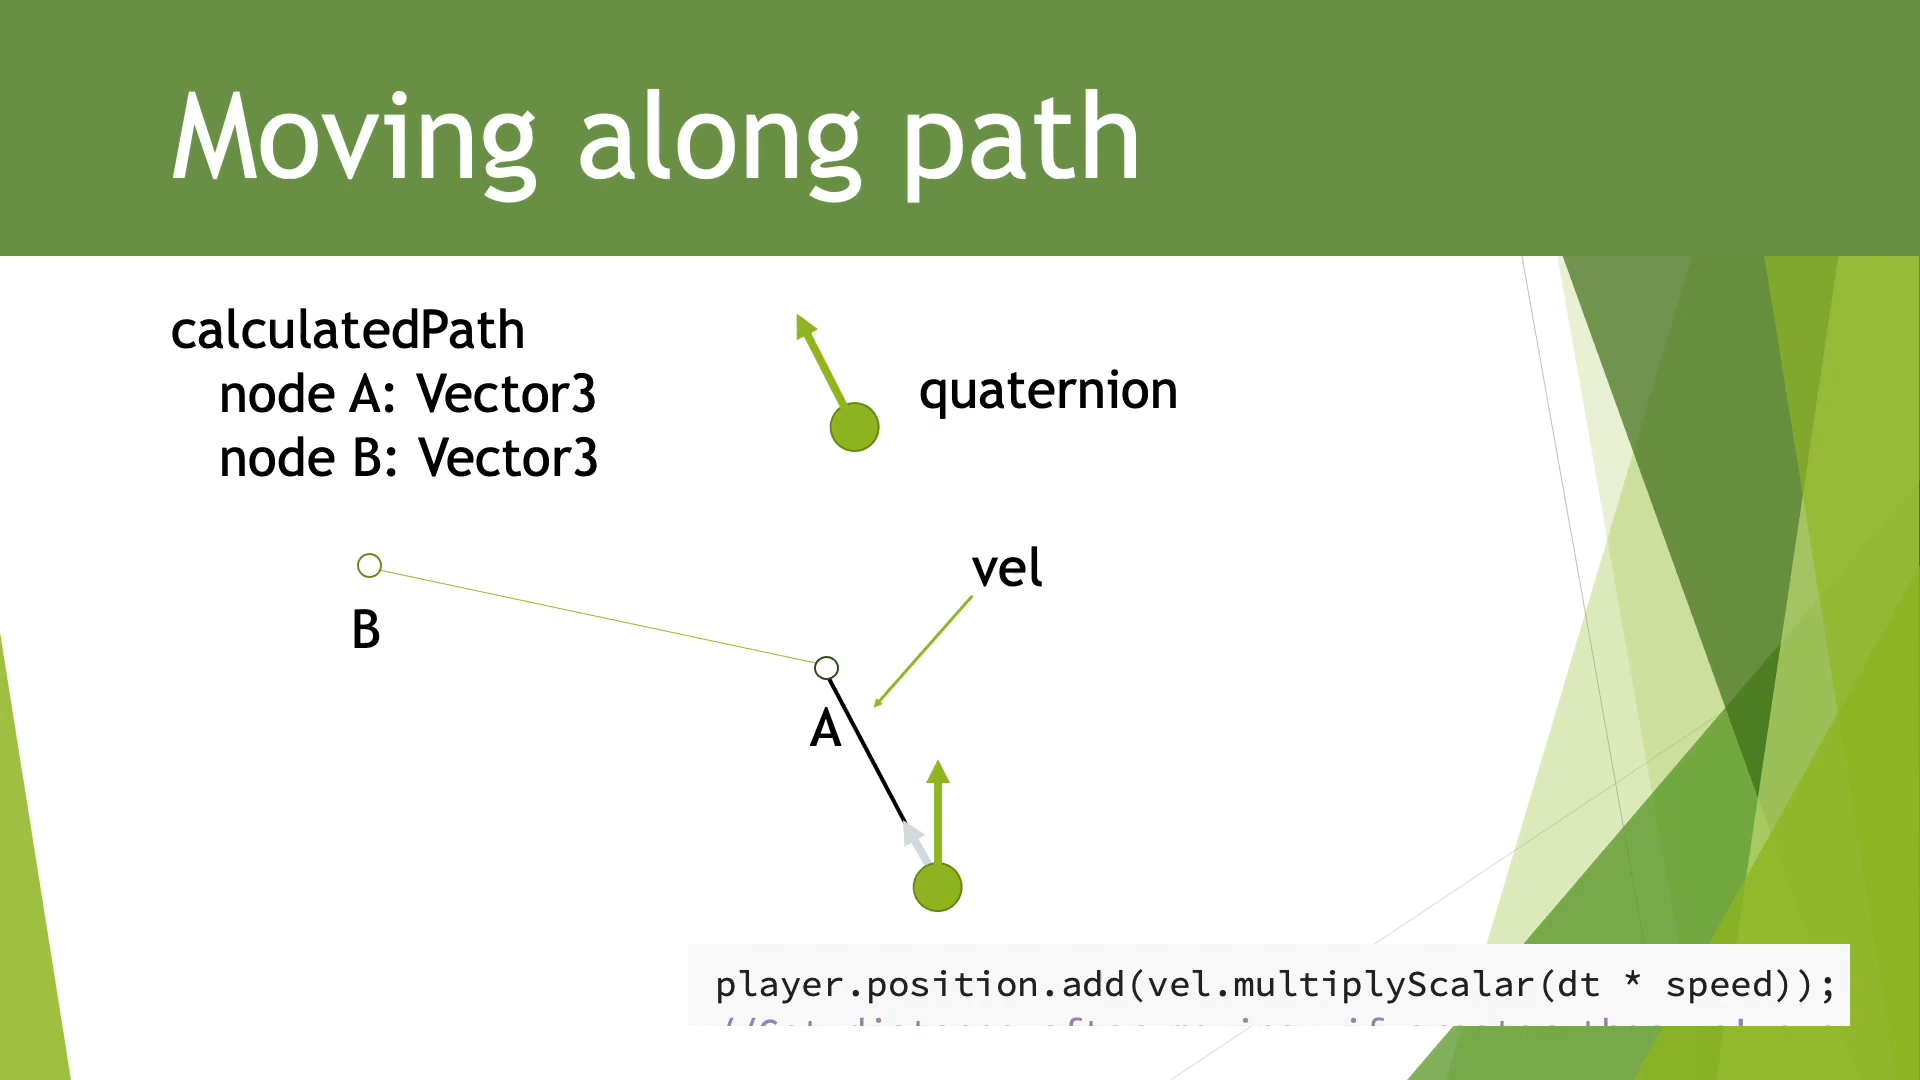 Moving along path
calculatedPath
node A: Vector3
node B: Vector3
quaternion
vel
B
A
player.position.add(vel.multiplyScalar(dt * speed));